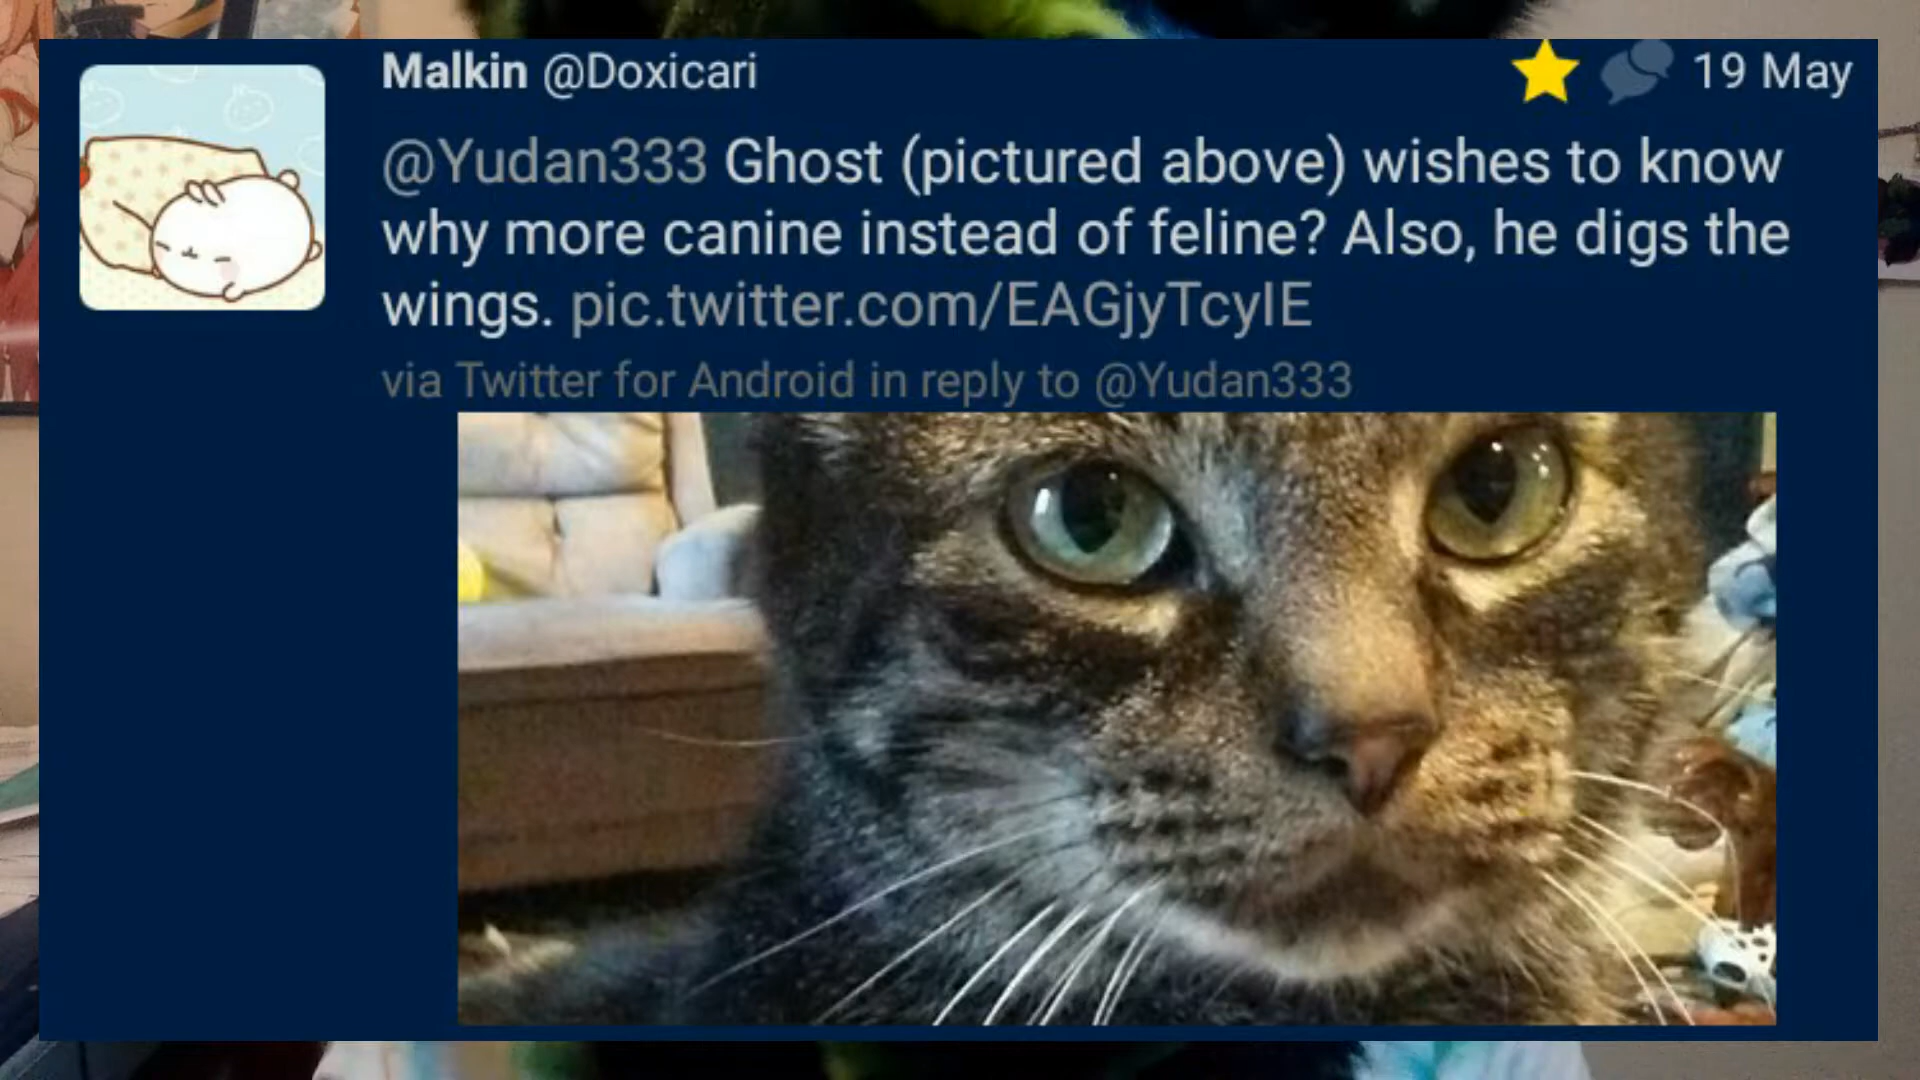 Malkin @Doxicari
19 May
@Yudan333 Ghost (pictured above) wishes to know
why more canine instead of feline? Also, he digs the
wings. pic.twitter.com/EAGjyTcyIE
via Twitter for Android in reply to @Yudan333